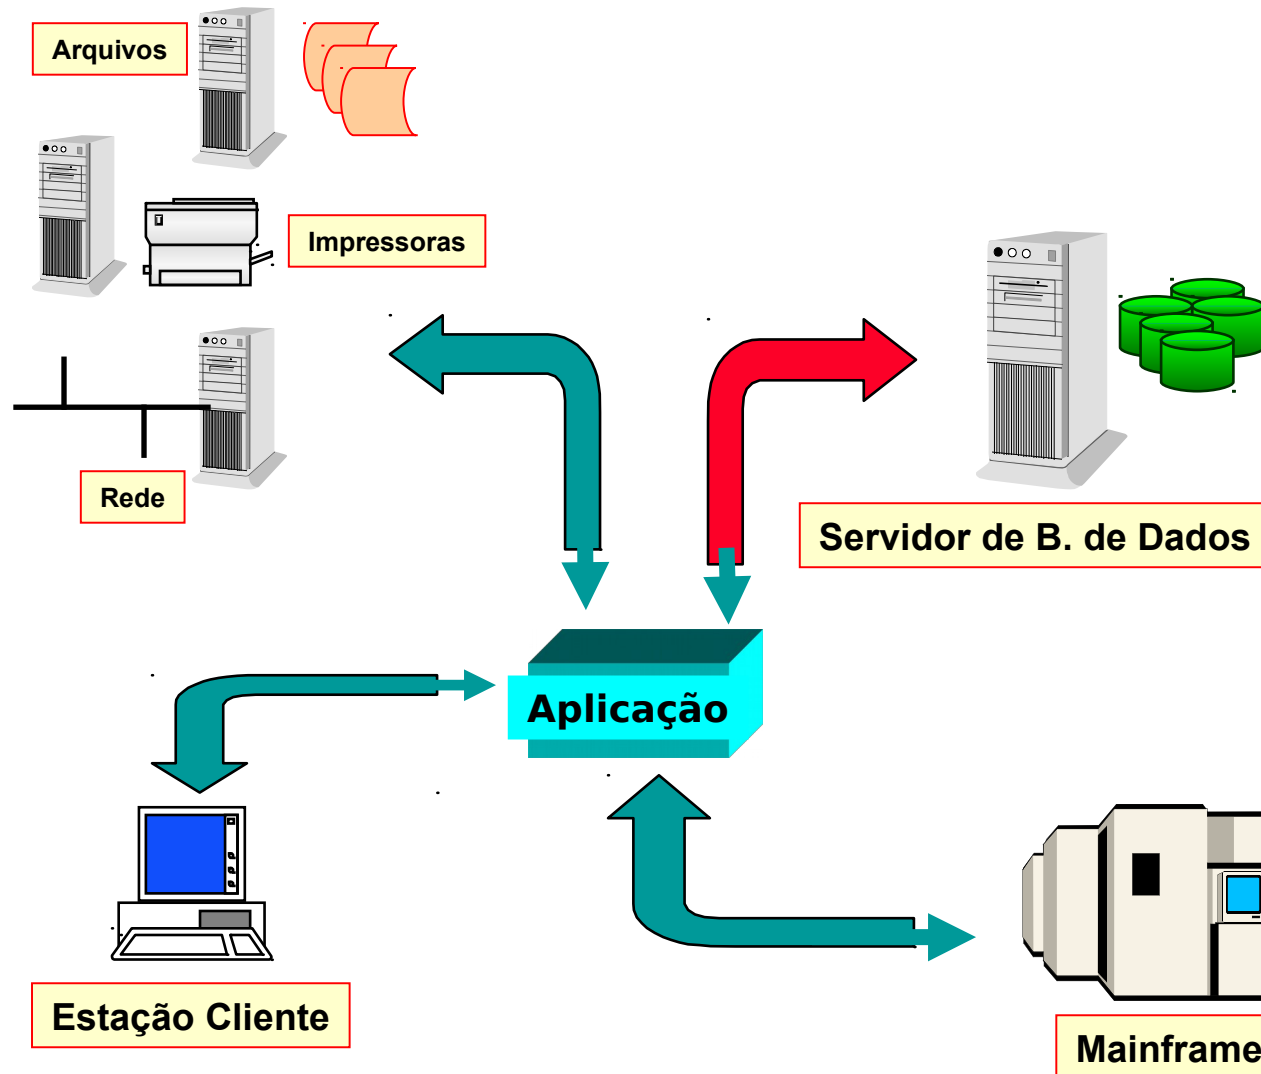 Arquivos
Impressoras
Rede
Servidor de B. de Dados
Aplicação
Estação Cliente
Mainframe